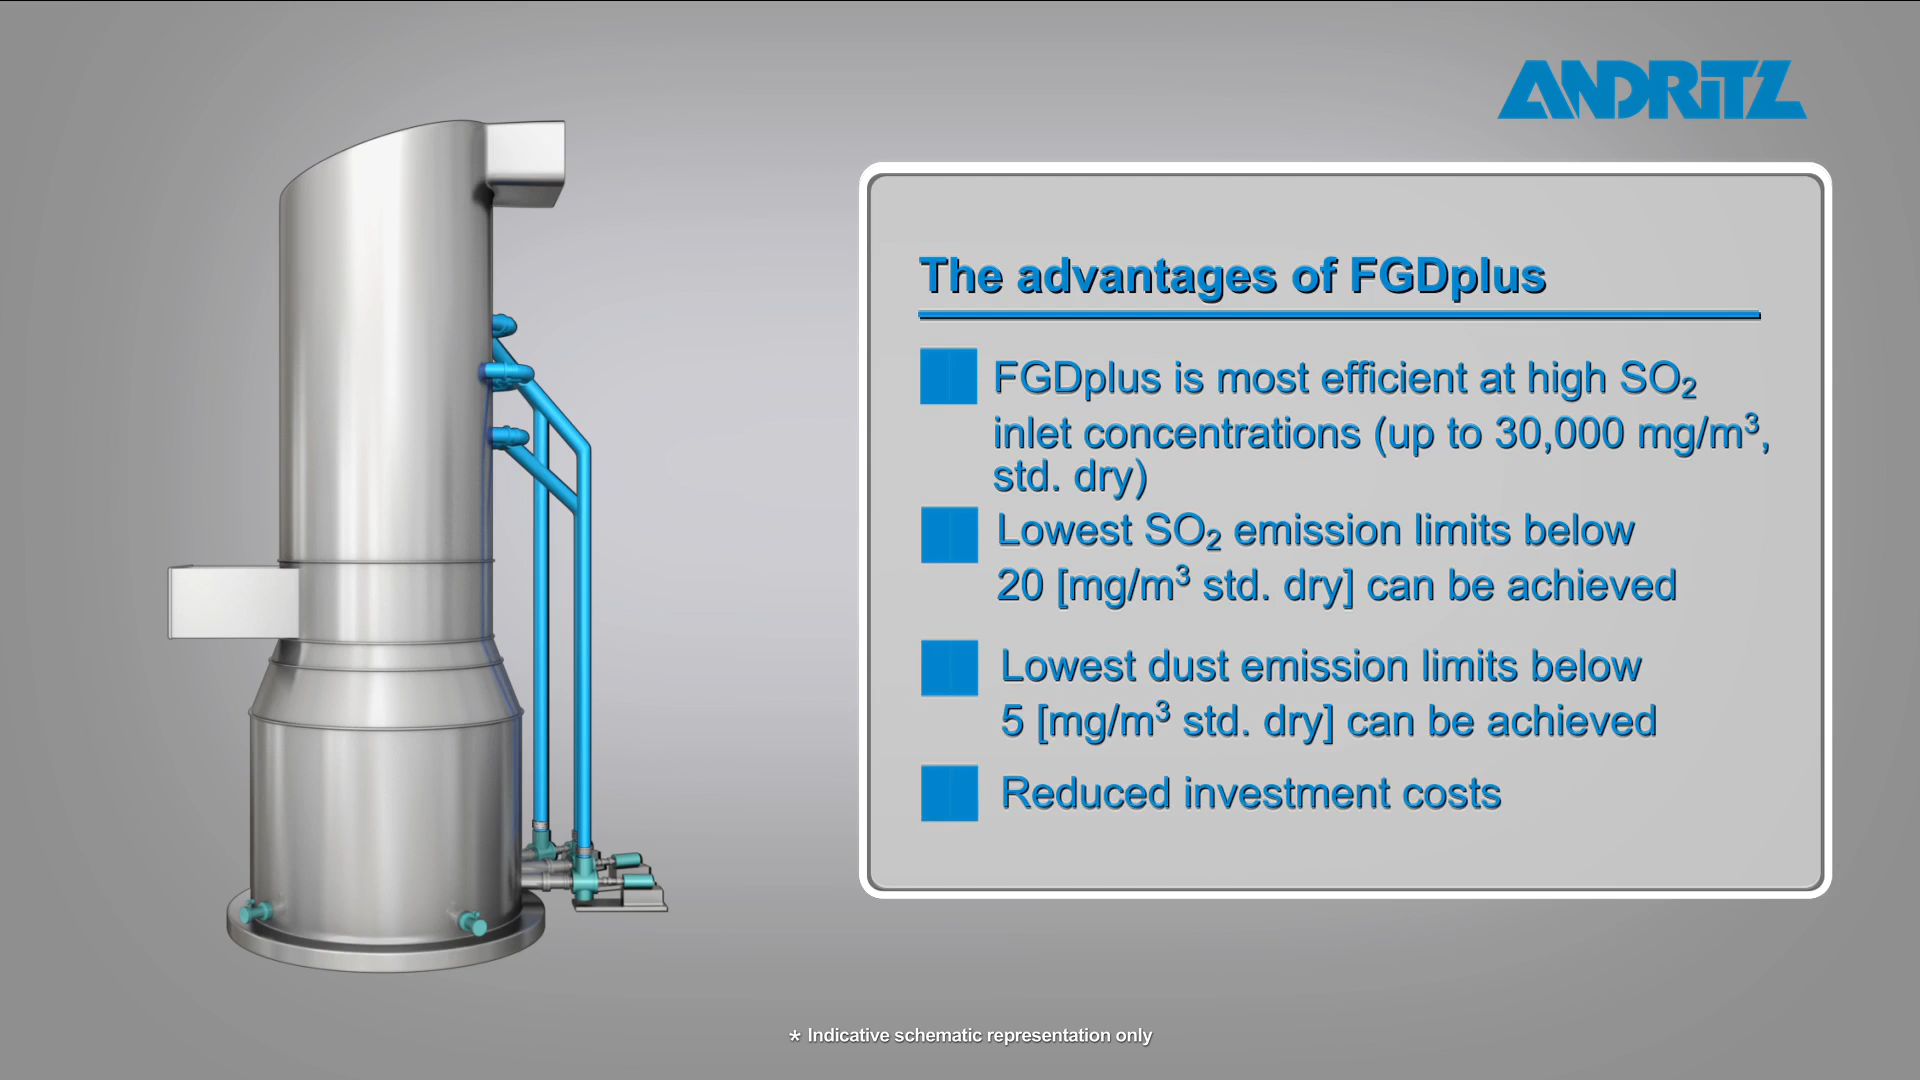 ANDRITZ
The advantages of FGDplus
FGDplus is most efficient at high SO₂
inlet concentrations (up to 30,000 mg/m³,
std. dry)
Lowest SO₂ emission limits below
20 [mg/m³ std. dry] can be achieved
Lowest dust emission limits below
5 [mg/m³ std. dry] can be achieved
Reduced investment costs
* Indicative schematic representation only